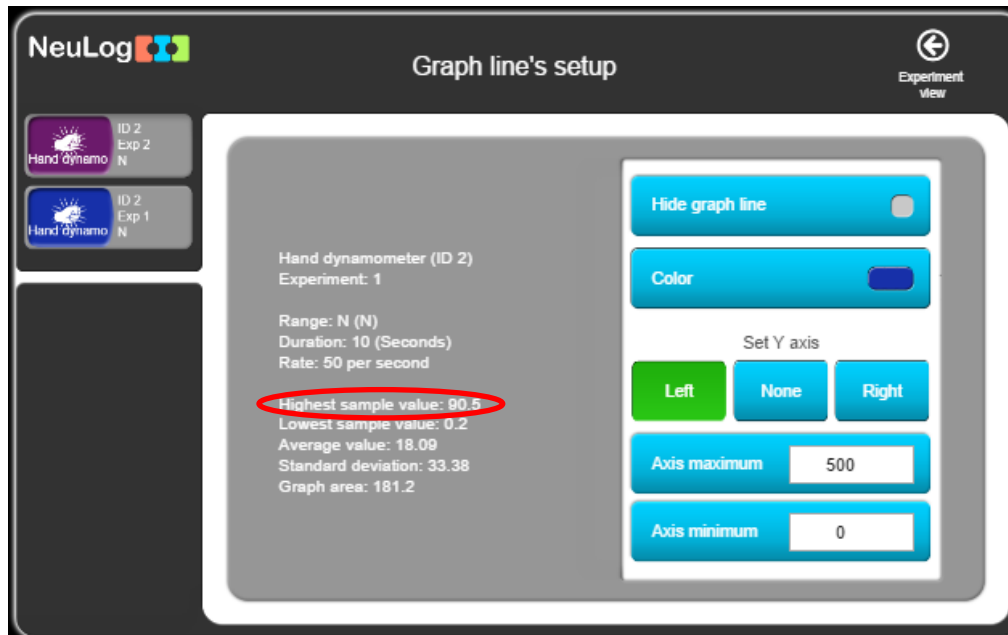 NeuLog
Graph line's setup
Experiment
view
Hand dynamo
ID 2
Exp 2
N
Hand dynamo
ID 2
Exp 1
N
Hand dynamometer (ID 2)
Experiment: 1
Range: N (N)
Duration: 10 (Seconds)
Rate: 50 per second
Highest sample value: 90.5
Lowest sample value: 0.2
Average value: 18.09
Standard deviation: 33.38
Graph area: 181.2
Hide graph line
Color
Set Y axis
Left
None
Right
Axis maximum
500
Axis minimum
0